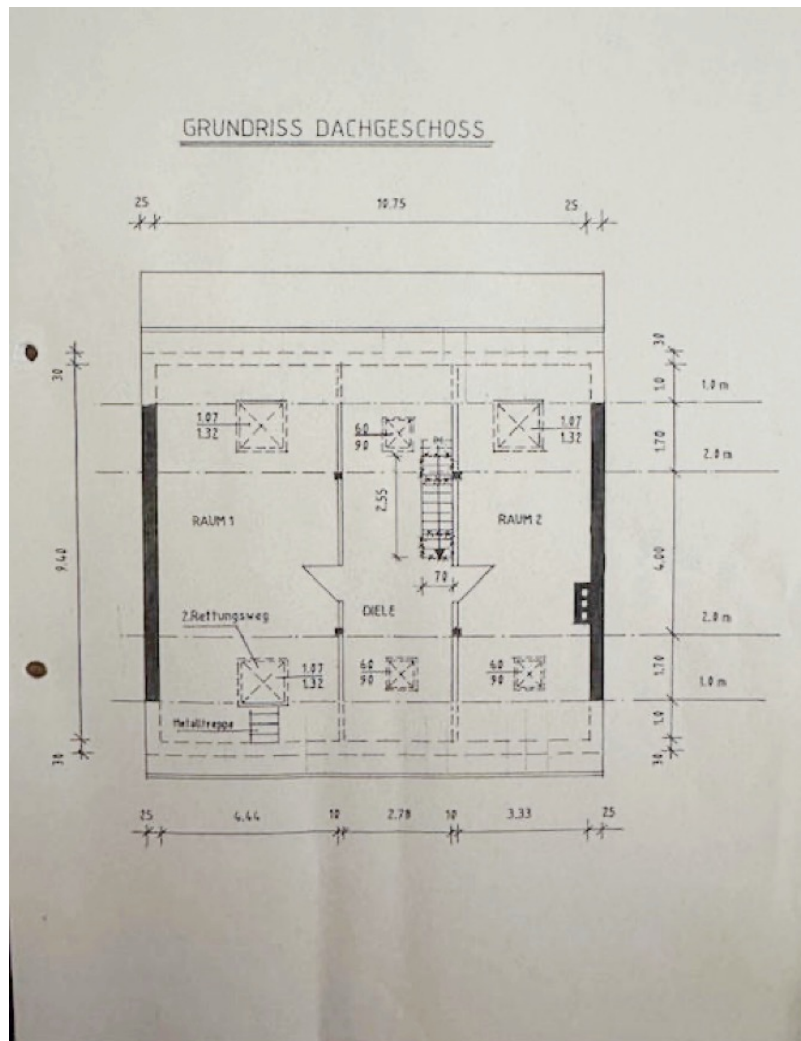 GRUNDRISS DACHGESCHOSS
25 10.75 25
30 30
1.0 1.0 m
1.07 60 1.07
1.32 90 1.32
1.70
2.0 m
2.55
RAUM 1 RAUM 2
9.40 4.00
70
DIELE
2.Rettungsweg 2.0 m
1.07 60 60
1.32 90 90
1.70
1.0 m
Metalltreppe
1.0
30 30
25 4.44 10 2.78 10 3.33 25